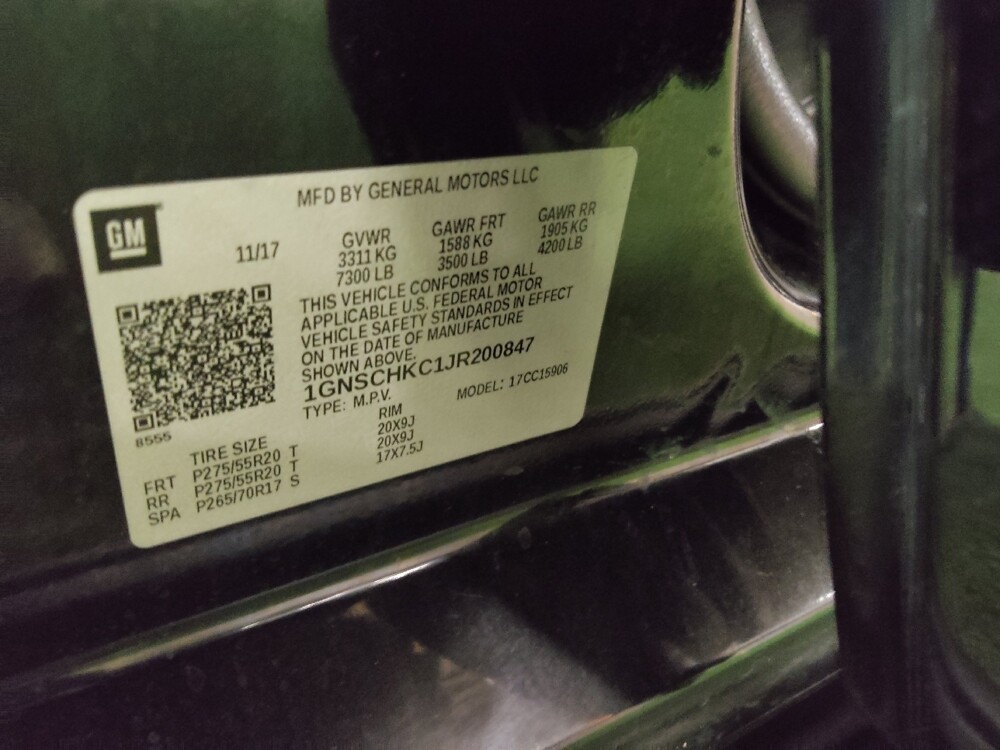 MFD BY GENERAL MOTORS LLC
GM
11/17
GVWR GAWR FRT GAWR RR
3311 KG 1588 KG 1905 KG
7300 LB 3500 LB 4200 LB
THIS VEHICLE CONFORMS TO ALL
APPLICABLE U.S. FEDERAL MOTOR
VEHICLE SAFETY STANDARDS IN EFFECT
ON THE DATE OF MANUFACTURE
SHOWN ABOVE.
1GNSCHKC1JR200847
TYPE: M.P.V. MODEL: 17CC15906
8555
TIRE SIZE RIM
FRT P275/55R20 T 20X9J
RR P275/55R20 T 20X9J
SPA P265/70R17 S 17X7.5J